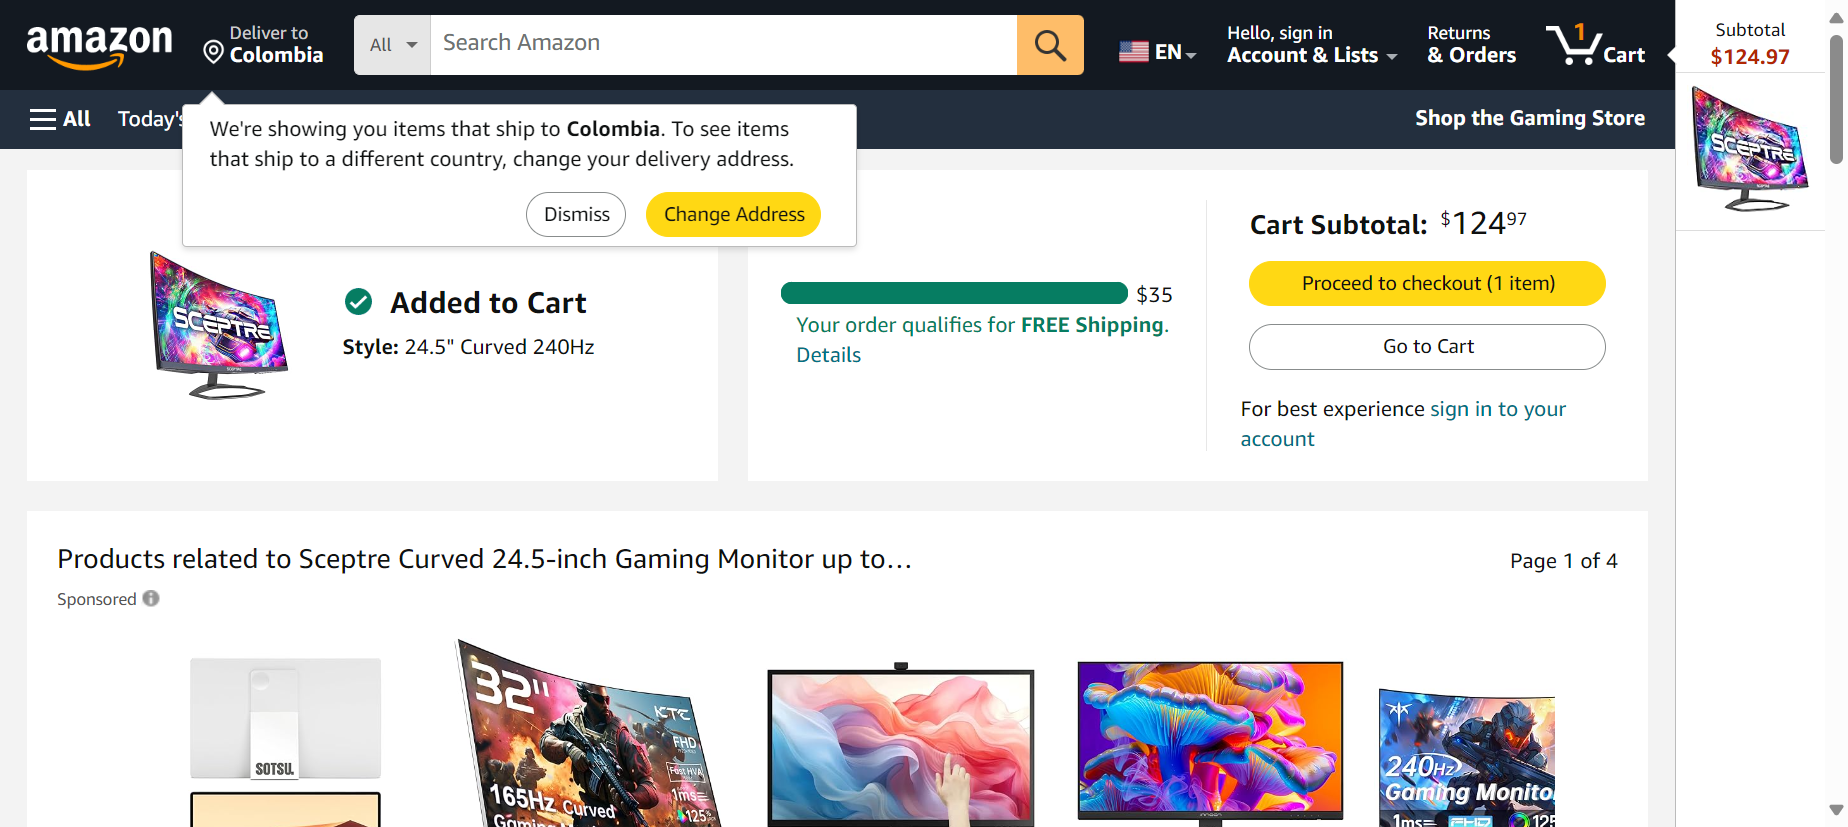 amazon
Deliver to
Colombia
All
Search Amazon
EN
Hello, sign in
Account & Lists
Returns
& Orders
1
Cart
Subtotal
$124.97
All
Today's
Shop the Gaming Store
We're showing you items that ship to Colombia. To see items
that ship to a different country, change your delivery address.
Dismiss
Change Address
SCEPTRE
SCEPTRE
Added to Cart
Style: 24.5" Curved 240Hz
$35
Your order qualifies for FREE Shipping.
Details
Cart Subtotal: $124.97
Proceed to checkout (1 item)
Go to Cart
For best experience sign in to your
account
Products related to Sceptre Curved 24.5-inch Gaming Monitor up to…
Page 1 of 4
Sponsored
SOTSU
32"
KTC
FHD
Fast HVA
1ms
125%
165Hz Curved
Gaming
240Hz
Gaming Monito
1ms
FHD
125